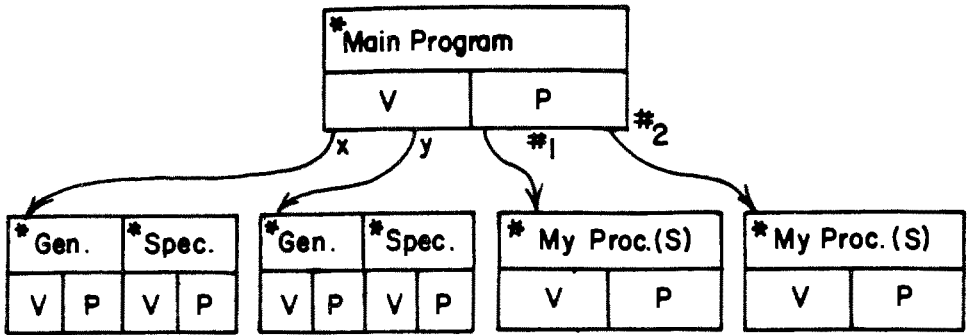 *Main Program
V P
x y #1 #2
*Gen. *Spec. *Gen. *Spec. * My Proc.(S) *My Proc.(S)
V P V P V P V P V P V P